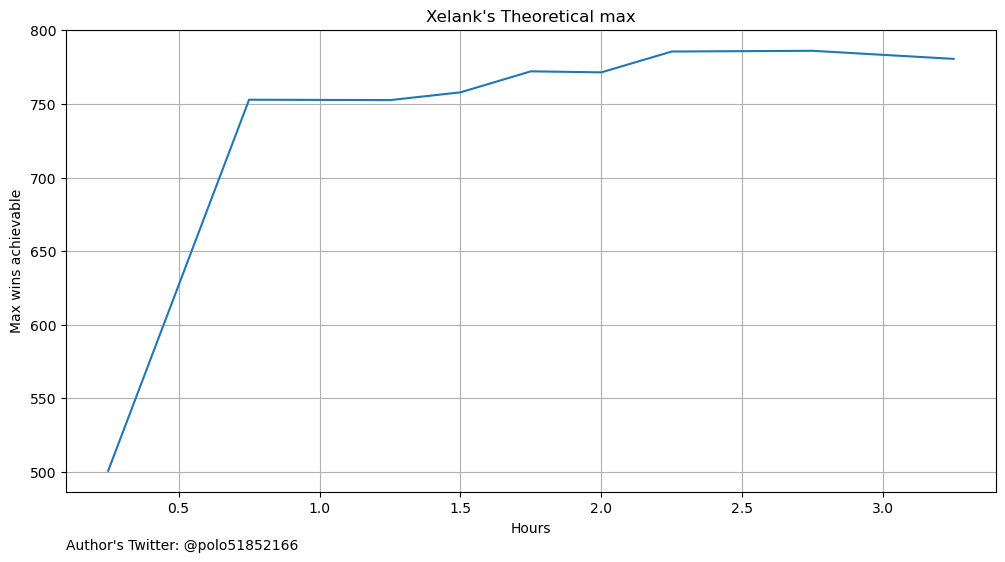 Xelank's Theoretical max
800
750
700
650
600
550
500
Max wins achievable
0.5 1.0 1.5 2.0 2.5 3.0
Hours
Author's Twitter: @polo51852166